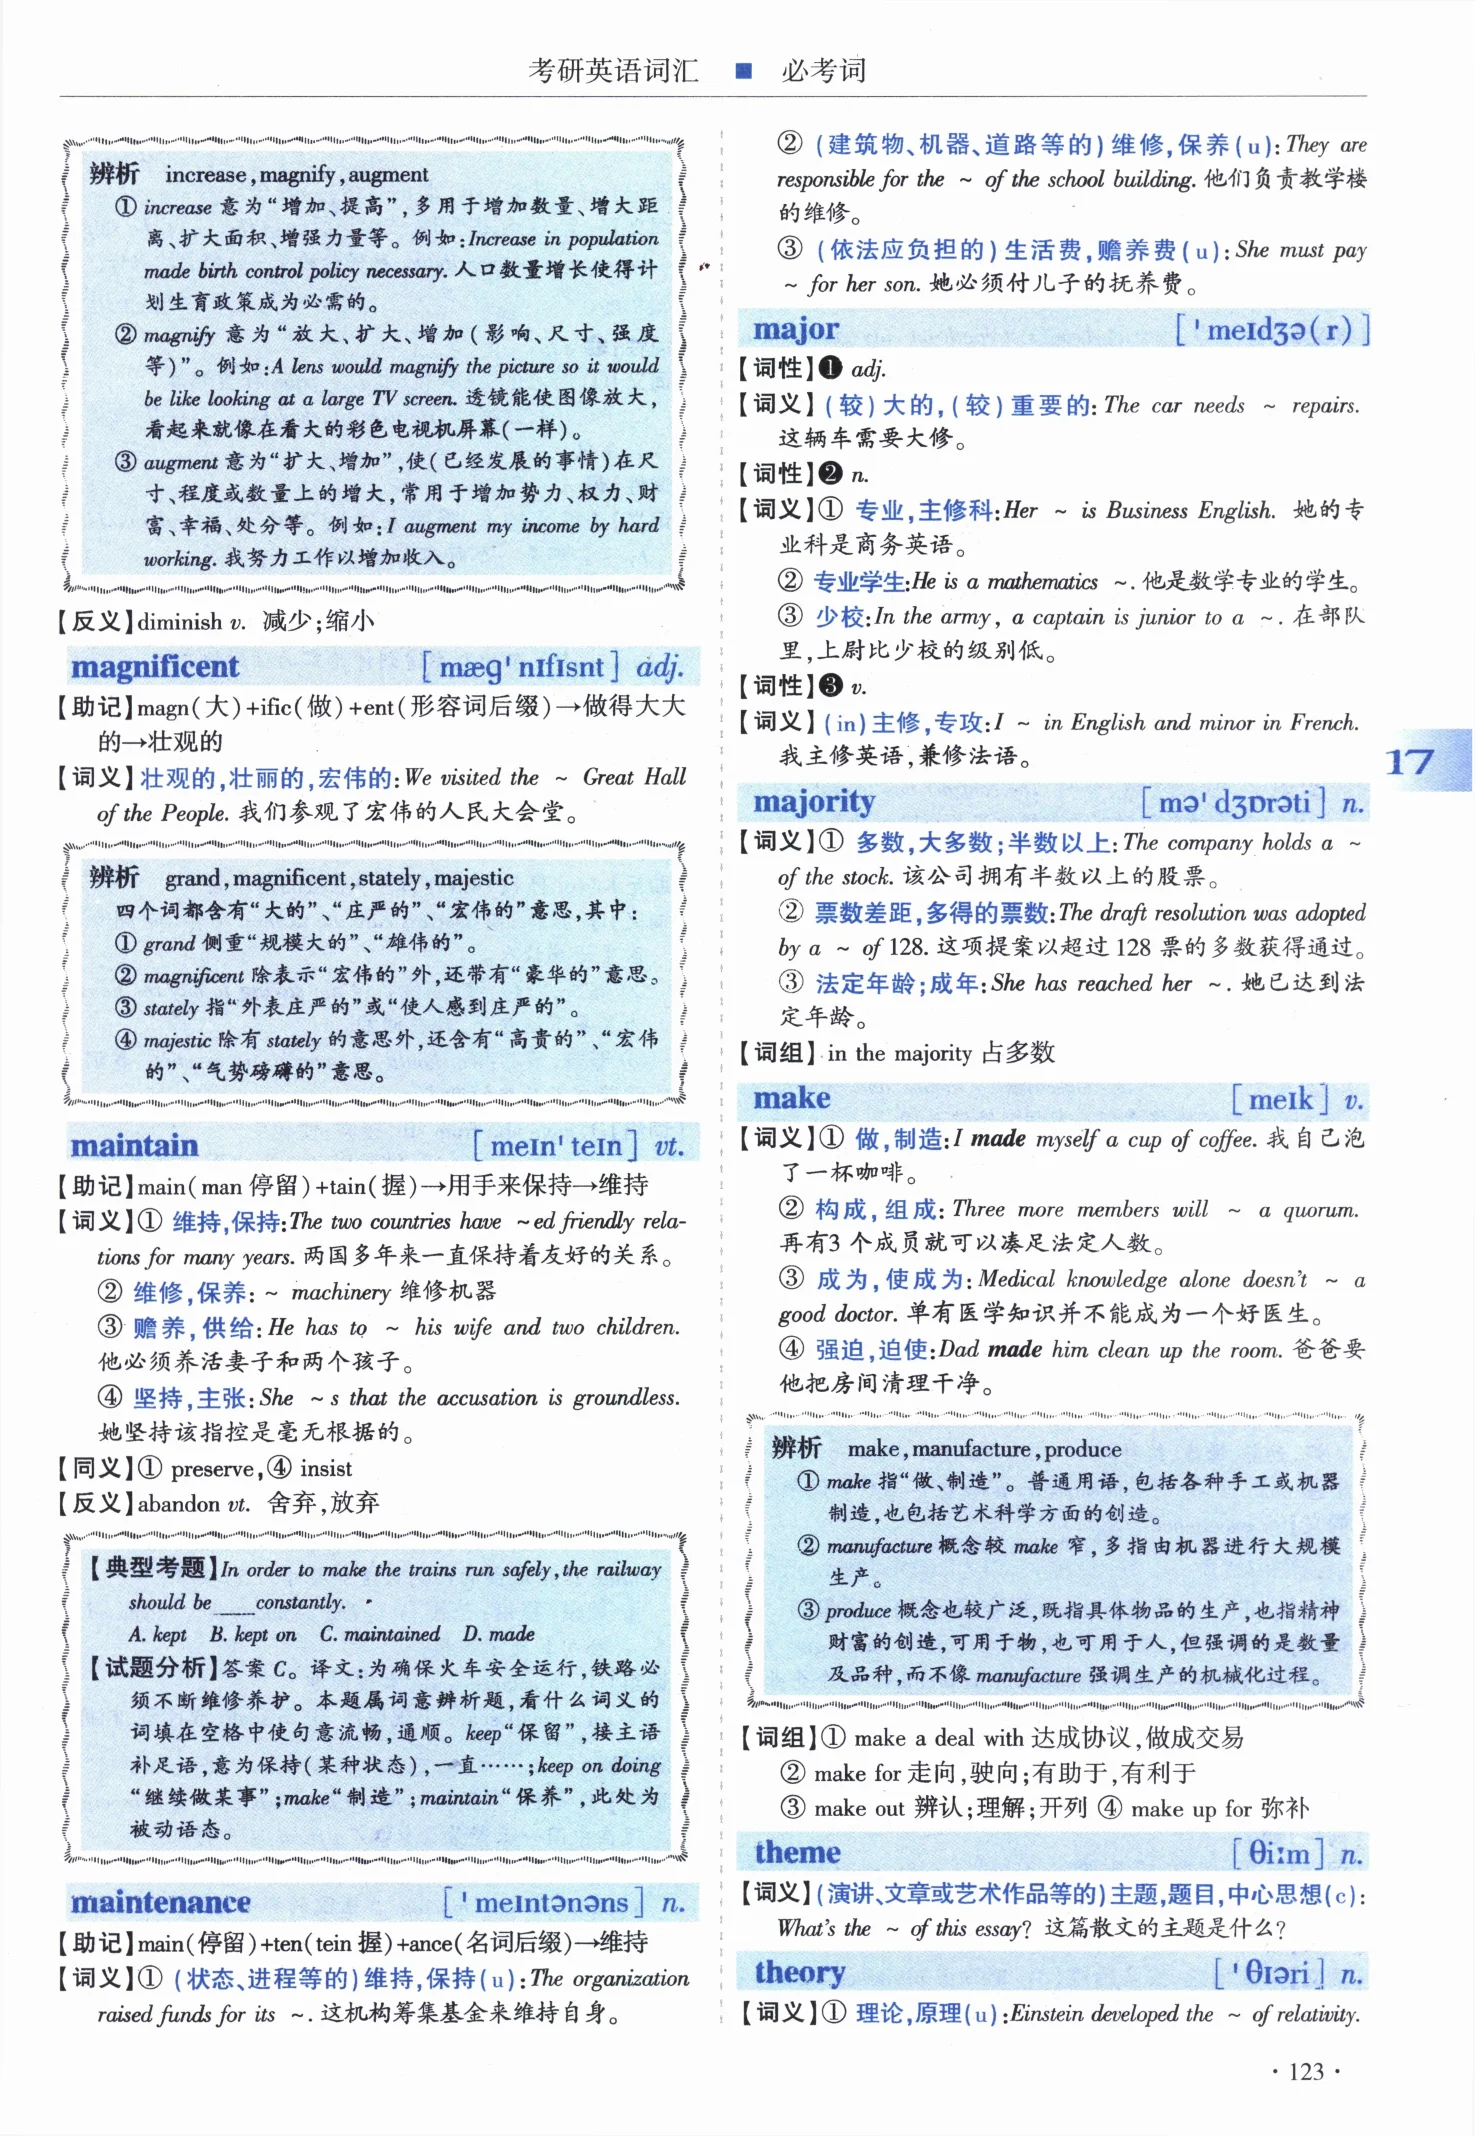 考研英语词汇 ■ 必考词
辨析 increase,magnify,augment
① increase 意为“增加、提高”,多用于增加数量、增大距
离、扩大面积、增强力量等。例如:Increase in population
made birth control policy necessary. 人口数量增长使得计
划生育政策成为必需的。
② magnify 意为“放大、扩大、增加(影响、尺寸、强度
等)”。例如:A lens would magnify the picture so it would
be like looking at a large TV screen. 透镜能使图像放大,
看起来就像在看大的彩色电视机屏幕(一样)。
③ augment 意为“扩大、增加”,使(已经发展的事情)在尺
寸、程度或数量上的增大,常用于增加势力、权力、财
富、幸福、处分等。例如:I augment my income by hard
working. 我努力工作以增加收入。
【反义】diminish v. 减少;缩小
magnificent [mæɡ'nɪfɪsnt] adj.
【助记】magn(大)+ific(做)+ent(形容词后缀)→做得大大
的→壮观的
【词义】壮观的,壮丽的,宏伟的:We visited the ~ Great Hall
of the People. 我们参观了宏伟的人民大会堂。
辨析 grand,magnificent,stately,majestic
四个词都含有“大的”、“庄严的”、“宏伟的”意思,其中:
① grand 侧重“规模大的”、“雄伟的”。
② magnificent 除表示“宏伟的”外,还带有“豪华的”意思。
③ stately 指“外表庄严的”或“使人感到庄严的”。
④ majestic 除有 stately 的意思外,还含有“高贵的”、“宏伟
的”、“气势磅礴的”意思。
maintain [meɪn'teɪn] vt.
【助记】main(man 停留)+tain(握)→用手来保持→维持
【词义】① 维持,保持:The two countries have ~ed friendly rela-
tions for many years. 两国多年来一直保持着友好的关系。
② 维修,保养: ~ machinery 维修机器
③ 赡养,供给:He has to ~ his wife and two children.
他必须养活妻子和两个孩子。
④ 坚持,主张:She ~s that the accusation is groundless.
她坚持该指控是毫无根据的。
【同义】① preserve,④ insist
【反义】abandon vt. 舍弃,放弃
【典型考题】In order to make the trains run safely,the railway
should be ___ constantly.
A. kept B. kept on C. maintained D. made
【试题分析】答案 C。译文:为确保火车安全运行,铁路必
须不断维修养护。本题属词意辨析题,看什么词义的
词填在空格中使句意流畅,通顺。keep“保留”,接主语
补足语,意为保持(某种状态),一直……;keep on doing
“继续做某事”;make“制造”;maintain“保养”,此处为
被动语态。
maintenance ['meɪntənəns] n.
【助记】main(停留)+ten(tein 握)+ance(名词后缀)→维持
【词义】① (状态、进程等的)维持,保持(u):The organization
raised funds for its ~. 这机构筹集基金来维持自身。
② (建筑物、机器、道路等的)维修,保养(u):They are
responsible for the ~ of the school building. 他们负责教学楼
的维修。
③ (依法应负担的)生活费,赡养费(u):She must pay
~ for her son. 她必须付儿子的抚养费。
major ['meɪdʒə(r)]
【词性】❶ adj.
【词义】(较)大的,(较)重要的:The car needs ~ repairs.
这辆车需要大修。
【词性】❷ n.
【词义】① 专业,主修科:Her ~ is Business English. 她的专
业科是商务英语。
② 专业学生:He is a mathematics ~. 他是数学专业的学生。
③ 少校:In the army, a captain is junior to a ~. 在部队
里,上尉比少校的级别低。
【词性】❸ v.
【词义】(in)主修,专攻:I ~ in English and minor in French.
我主修英语,兼修法语。
17
majority [mə'dʒɒrəti] n.
【词义】① 多数,大多数;半数以上:The company holds a ~
of the stock. 该公司拥有半数以上的股票。
② 票数差距,多得的票数:The draft resolution was adopted
by a ~ of 128. 这项提案以超过 128 票的多数获得通过。
③ 法定年龄;成年:She has reached her ~. 她已达到法
定年龄。
【词组】in the majority 占多数
make [meɪk] v.
【词义】① 做,制造:I made myself a cup of coffee. 我自己泡
了一杯咖啡。
② 构成,组成:Three more members will ~ a quorum.
再有3 个成员就可以凑足法定人数。
③ 成为,使成为:Medical knowledge alone doesn't ~ a
good doctor. 单有医学知识并不能成为一个好医生。
④ 强迫,迫使:Dad made him clean up the room. 爸爸要
他把房间清理干净。
辨析 make,manufacture,produce
① make 指“做、制造”。普通用语,包括各种手工或机器
制造,也包括艺术科学方面的创造。
② manufacture 概念较 make 窄,多指由机器进行大规模
生产。
③ produce 概念也较广泛,既指具体物品的生产,也指精神
财富的创造,可用于物,也可用于人,但强调的是数量
及品种,而不像 manufacture 强调生产的机械化过程。
【词组】① make a deal with 达成协议,做成交易
② make for 走向,驶向;有助于,有利于
③ make out 辨认;理解;开列 ④ make up for 弥补
theme [θiːm] n.
【词义】(演讲、文章或艺术作品等的)主题,题目,中心思想(c):
What's the ~ of this essay? 这篇散文的主题是什么?
theory ['θɪəri] n.
【词义】① 理论,原理(u):Einstein developed the ~ of relativity.
· 123 ·